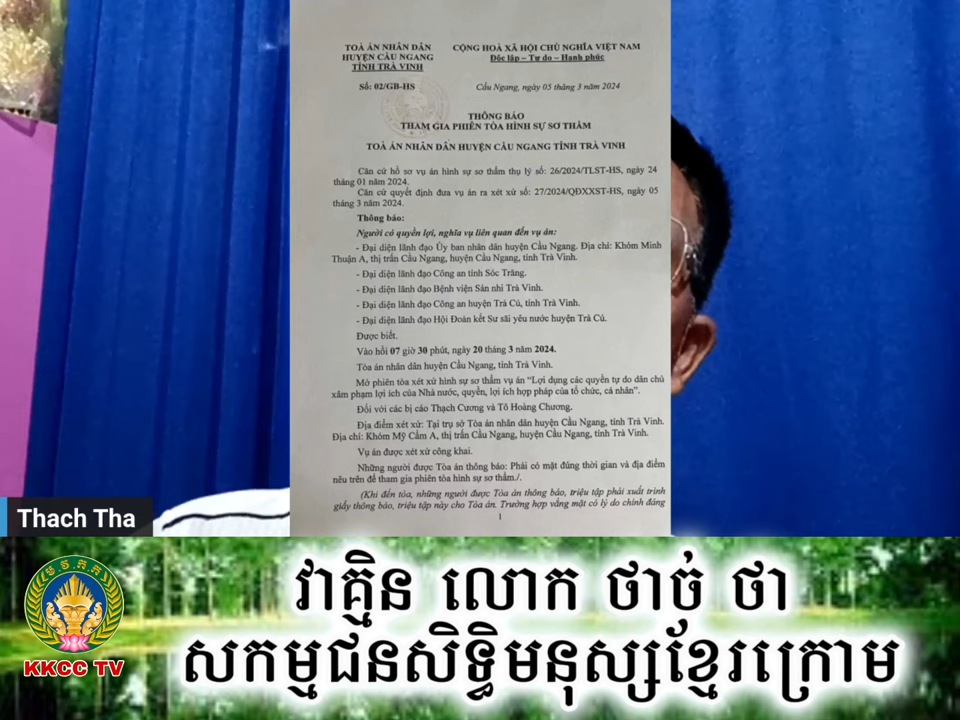 TOÀ ÁN NHÂN DÂN
HUYỆN CẦU NGANG
TỈNH TRÀ VINH
CỘNG HOÀ XÃ HỘI CHỦ NGHĨA VIỆT NAM
Độc lập – Tự do – Hạnh phúc
Số: 02/GB-HS
Cầu Ngang, ngày 05 tháng 3 năm 2024
THÔNG BÁO
THAM GIA PHIÊN TÒA HÌNH SỰ SƠ THẨM
TOÀ ÁN NHÂN DÂN HUYỆN CẦU NGANG TỈNH TRÀ VINH
Căn cứ hồ sơ vụ án hình sự sơ thẩm thụ lý số: 26/2024/TLST-HS, ngày 24
tháng 01 năm 2024.
Căn cứ quyết định đưa vụ án ra xét xử số: 27/2024/QĐXXST-HS, ngày 05
tháng 3 năm 2024.
Thông báo:
Người có quyền lợi, nghĩa vụ liên quan đến vụ án:
- Đại diện lãnh đạo Ủy ban nhân dân huyện Cầu Ngang. Địa chỉ: Khóm Minh
Thuận A, thị trấn Cầu Ngang, huyện Cầu Ngang, tỉnh Trà Vinh.
- Đại diện lãnh đạo Công an tỉnh Sóc Trăng.
- Đại diện lãnh đạo Bệnh viện Sản nhi Trà Vinh.
- Đại diện lãnh đạo Công an huyện Trà Cú, tỉnh Trà Vinh.
- Đại diện lãnh đạo Hội Đoàn kết Sư sãi yêu nước huyện Trà Cú.
Được biết.
Vào hồi 07 giờ 30 phút, ngày 20 tháng 3 năm 2024.
Tòa án nhân dân huyện Cầu Ngang, tỉnh Trà Vinh.
Mở phiên tòa xét xử hình sự sơ thẩm vụ án "Lợi dụng các quyền tự do dân chủ
xâm phạm lợi ích của Nhà nước, quyền, lợi ích hợp pháp của tổ chức, cá nhân".
Đối với các bị cáo Thạch Cương và Tô Hoàng Chương.
Địa điểm xét xử: Tại trụ sở Tòa án nhân dân huyện Cầu Ngang, tỉnh Trà Vinh.
Địa chỉ: Khóm Mỹ Cẩm A, thị trấn Cầu Ngang, huyện Cầu Ngang, tỉnh Trà Vinh.
Vụ án được xét xử công khai.
Những người được Tòa án thông báo: Phải có mặt đúng thời gian và địa điểm
nêu trên để tham gia phiên tòa hình sự sơ thẩm./.
(Khi đến tòa, những người được Tòa án thông báo, triệu tập phải xuất trình
giấy thông báo, triệu tập này cho Tòa án. Trường hợp vắng mặt có lý do chính đáng
1
Thach Tha
វាគ្មិន លោក ថាច់ ថា
សកម្មជនសិទ្ធិមនុស្សខ្មែរក្រោម
ម.វ.ត.ក.ក
KKCC TV